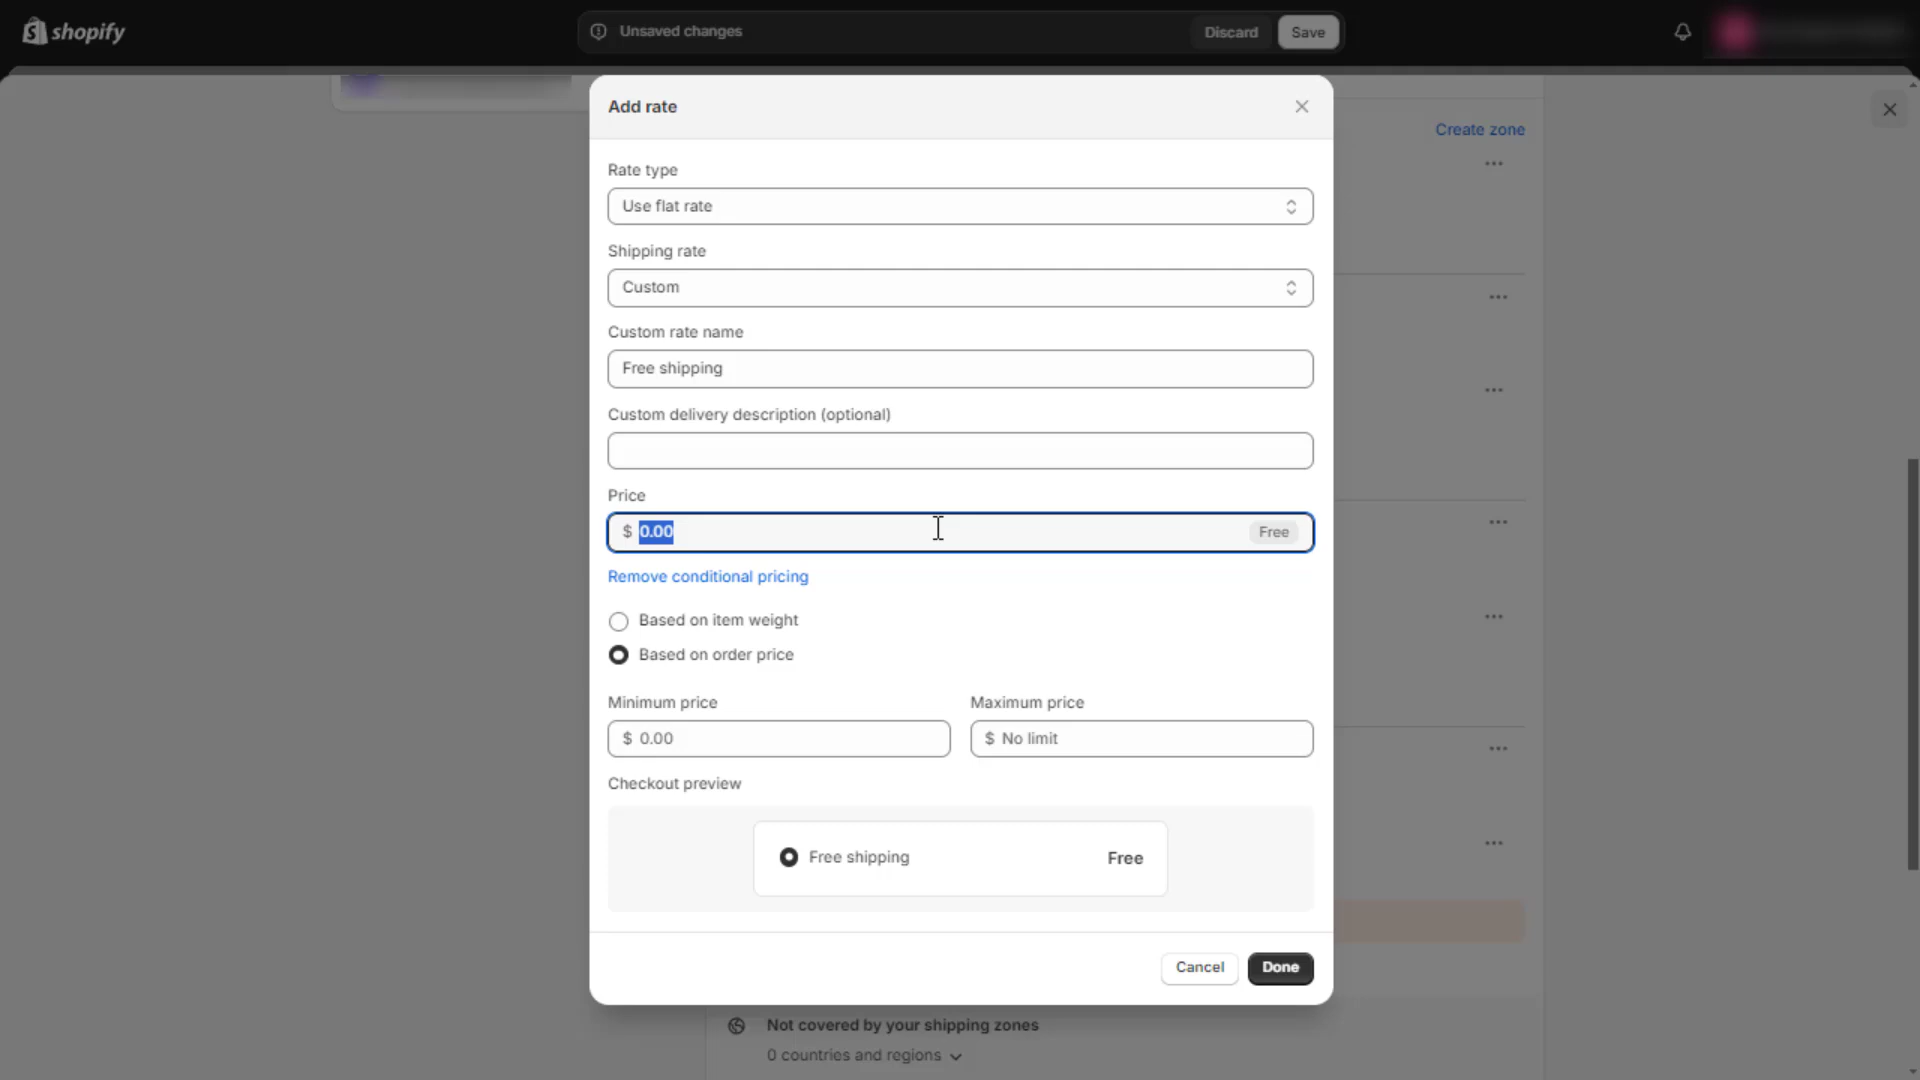 shopify
Unsaved changes
Discard
Save
Add rate
Create zone
Rate type
Use flat rate
Shipping rate
Custom
Custom rate name
Free shipping
Custom delivery description (optional)
Price
$ 0.00 Free
Remove conditional pricing
Based on item weight
Based on order price
Minimum price
$ 0.00
Maximum price
$ No limit
Checkout preview
Free shipping Free
Cancel
Done
Not covered by your shipping zones
0 countries and regions